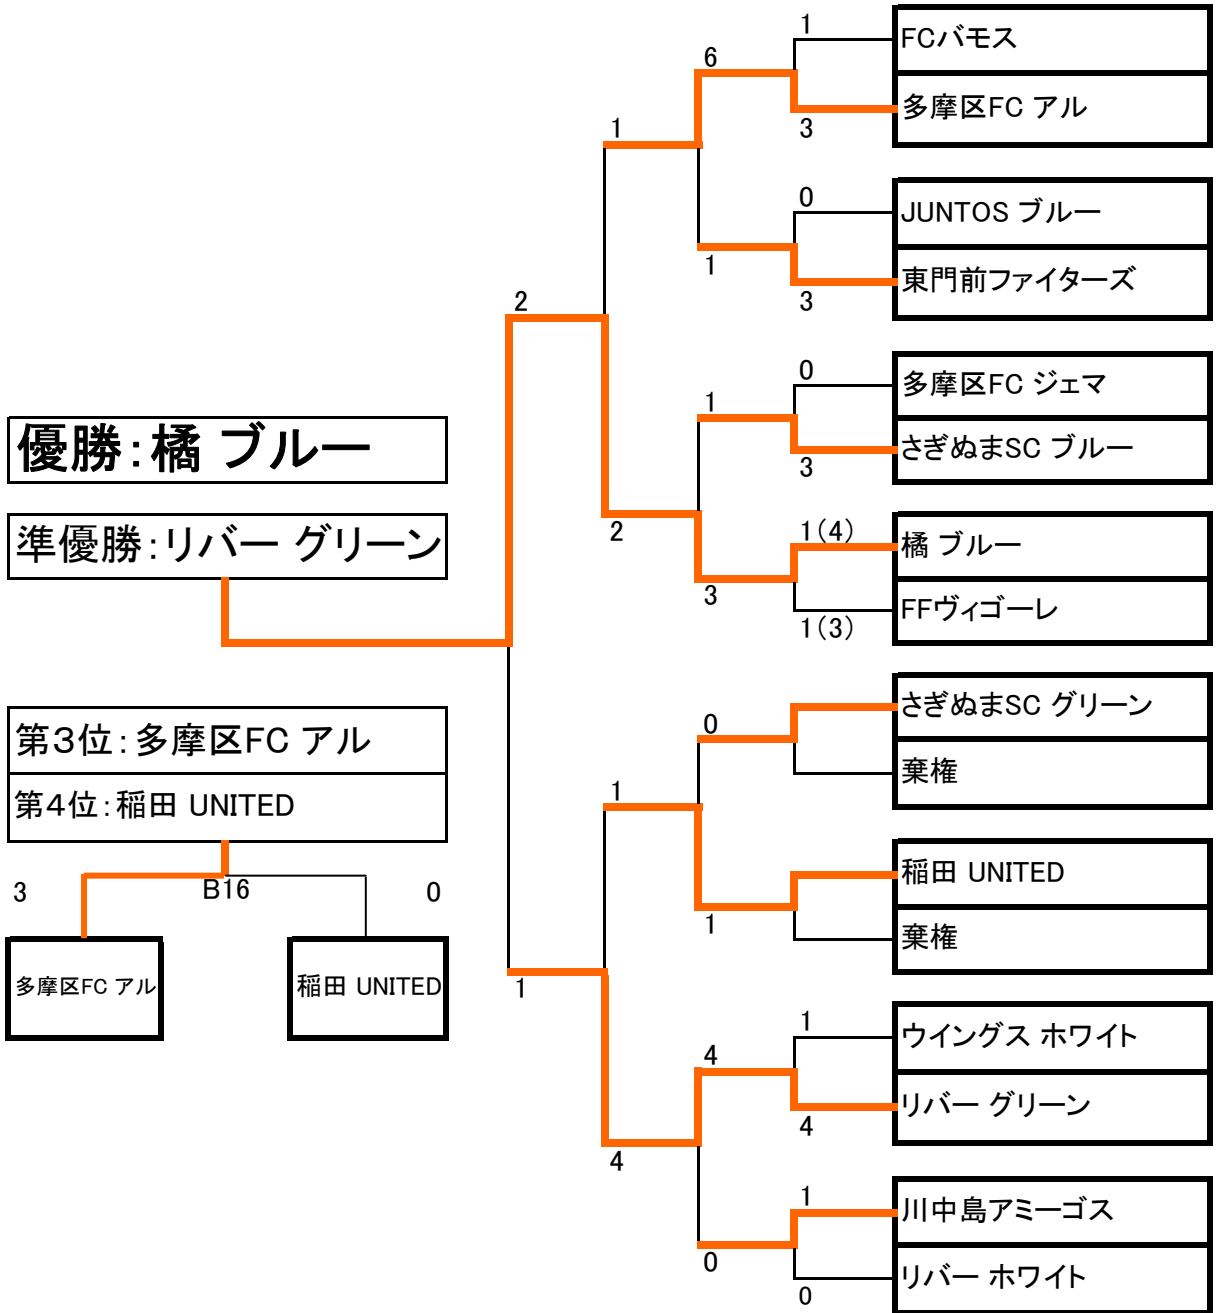 1
FCバモス
6
多摩区FC アル
3
1
0
JUNTOS ブルー
1
東門前ファイターズ
3
2
0
多摩区FC ジェマ
1
さぎぬまSC ブルー
3
優勝：橘 ブルー
準優勝：リバー グリーン
2
1(4)
橘 ブルー
3
FFヴィゴーレ
1(3)
さぎぬまSC グリーン
0
棄権
第3位：多摩区FC アル
第4位：稲田 UNITED
1
稲田 UNITED
3
B16
0
1
棄権
多摩区FC アル
稲田 UNITED
1
1
ウイングス ホワイト
4
リバー グリーン
4
4
1
川中島アミーゴス
0
リバー ホワイト
0